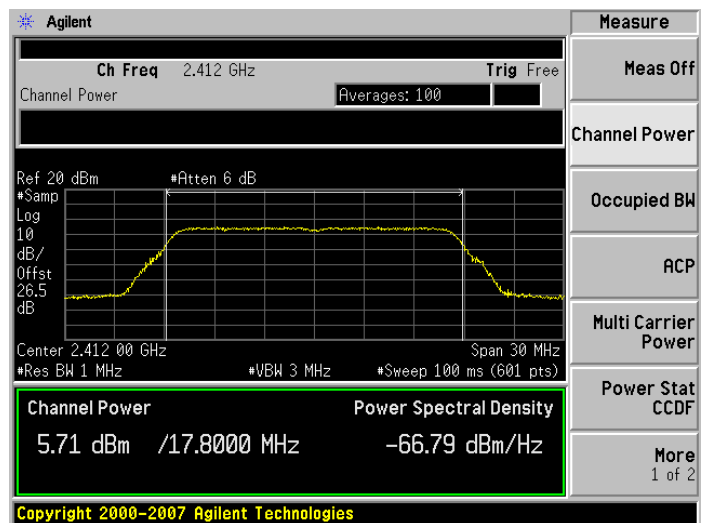 Agilent
Ch Freq 2.412 GHz Trig Free
Channel Power Averages: 100
Ref 20 dBm #Atten 6 dB
#Samp
Log
10
dB/
Offst
26.5
dB
Center 2.412 00 GHz Span 30 MHz
#Res BW 1 MHz #VBW 3 MHz #Sweep 100 ms (601 pts)
Channel Power Power Spectral Density
5.71 dBm /17.8000 MHz -66.79 dBm/Hz
Copyright 2000-2007 Agilent Technologies
Measure
Meas Off
Channel Power
Occupied BW
ACP
Multi Carrier
Power
Power Stat
CCDF
More
1 of 2